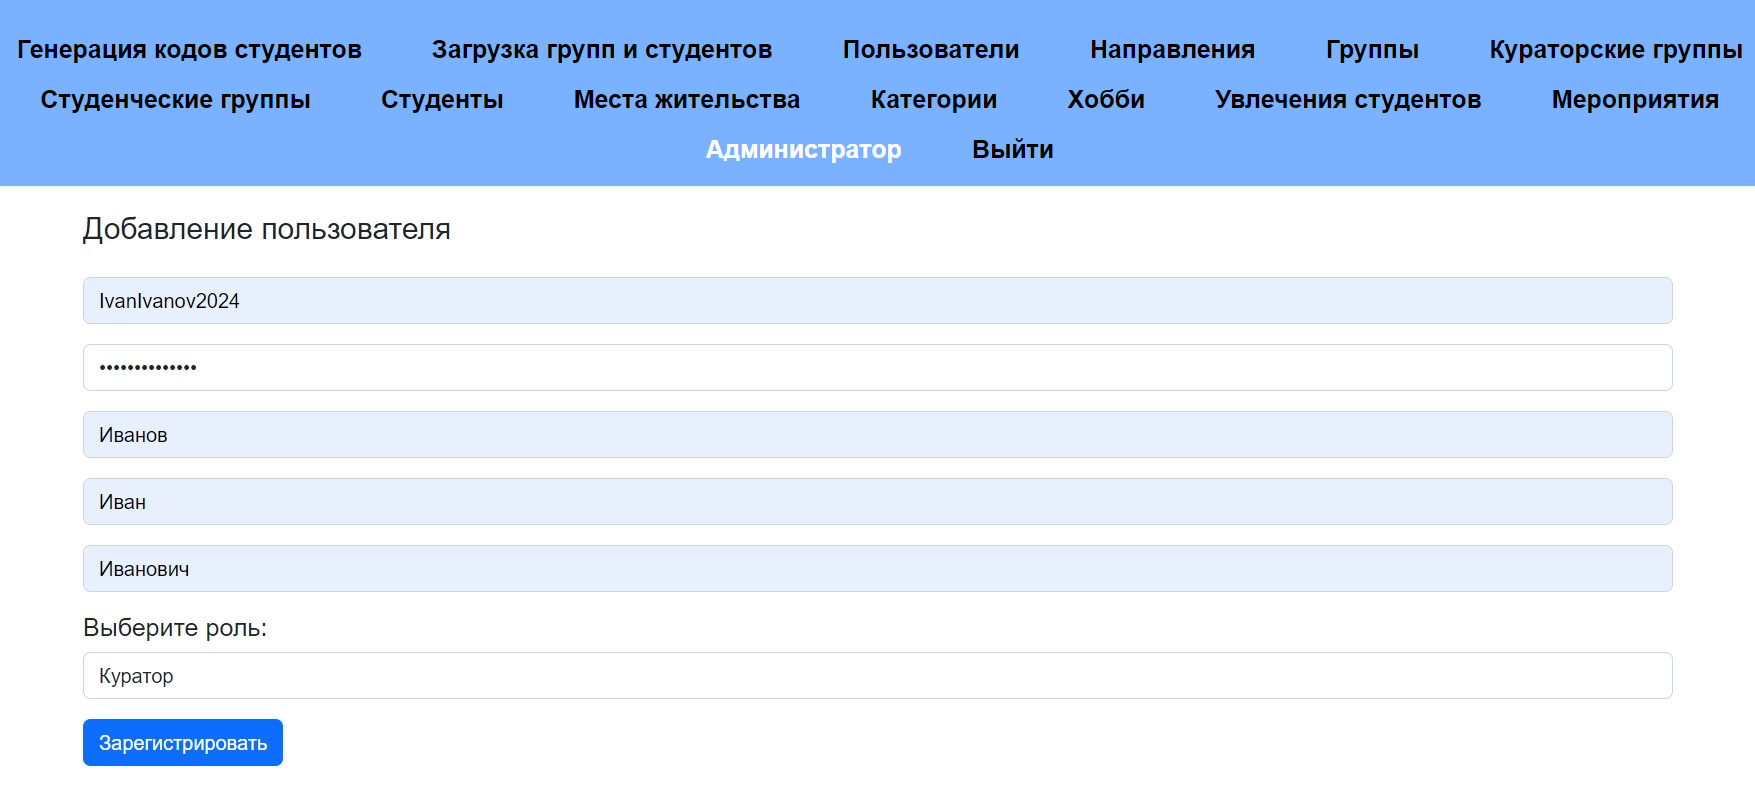 Генерация кодов студентов Загрузка групп и студентов Пользователи Направления Группы Кураторские группы
Студенческие группы Студенты Места жительства Категории Хобби Увлечения студентов Мероприятия
Администратор Выйти
Добавление пользователя
IvanIvanov2024
••••••••••••••
Иванов
Иван
Иванович
Выберите роль:
Куратор
Зарегистрировать